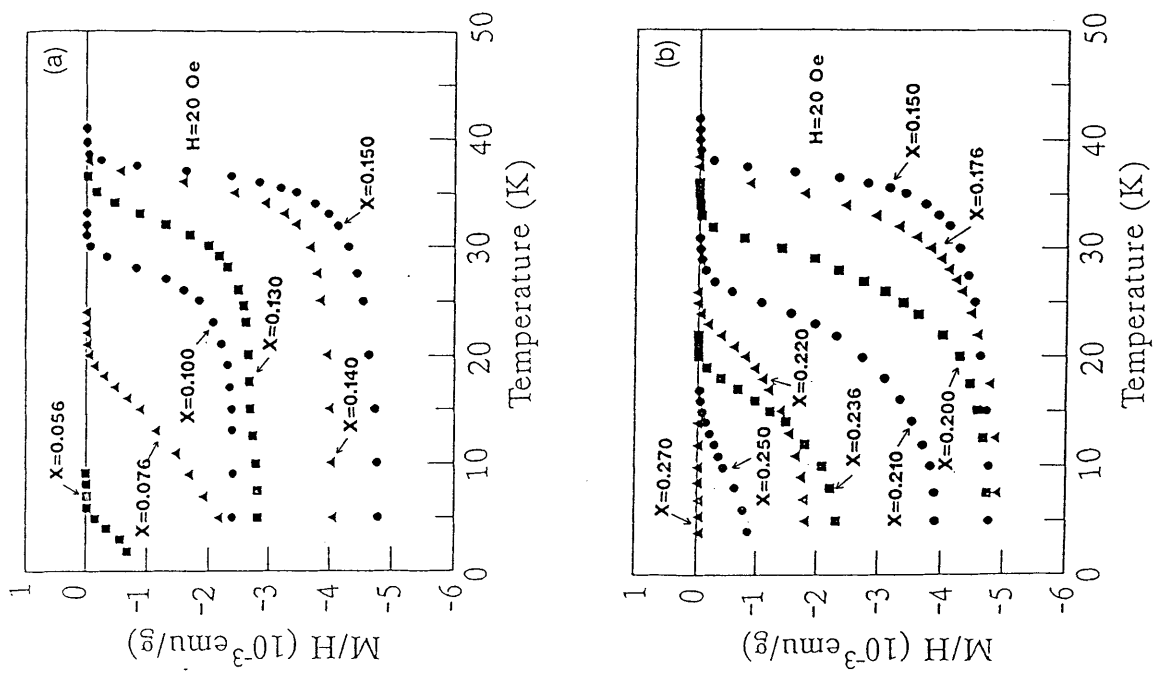 (a)
H=20 Oe
X=0.056
X=0.076
X=0.100
X=0.130
X=0.140
X=0.150
1
0
-1
-2
-3
-4
-5
-6
M/H (10⁻³emu/g)
0
10
20
30
40
50
Temperature (K)
(b)
H=20 Oe
X=0.270
X=0.250
X=0.220
X=0.236
X=0.210
X=0.200
X=0.176
X=0.150
1
0
-1
-2
-3
-4
-5
-6
M/H (10⁻³emu/g)
0
10
20
30
40
50
Temperature (K)